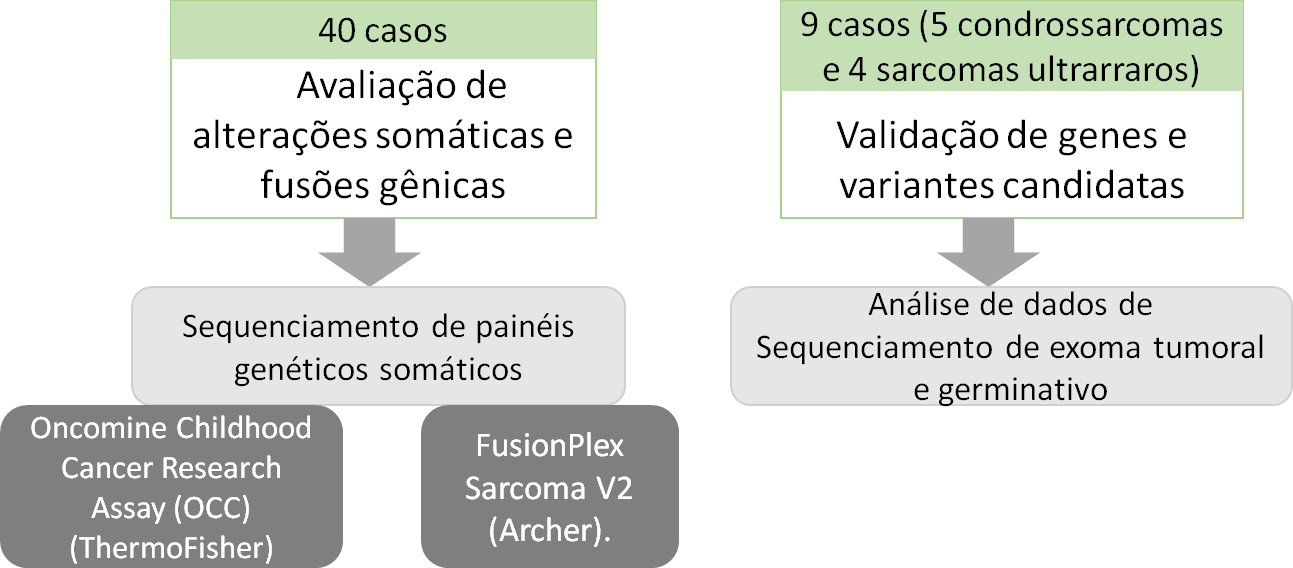 40 casos
Avaliação de
alterações somáticas e
fusões gênicas
Sequenciamento de painéis
genéticos somáticos
Oncomine Childhood
Cancer Research
Assay (OCC)
(ThermoFisher)
FusionPlex
Sarcoma V2
(Archer).
9 casos (5 condrossarcomas
e 4 sarcomas ultrarraros)
Validação de genes e
variantes candidatas
Análise de dados de
Sequenciamento de exoma tumoral
e germinativo